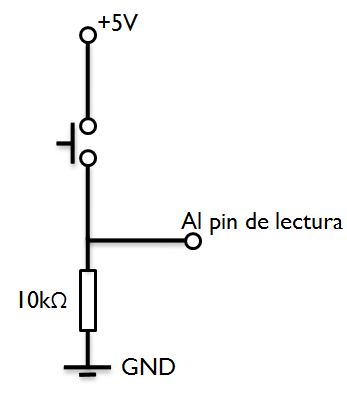 +5V
Al pin de lectura
10kΩ
GND